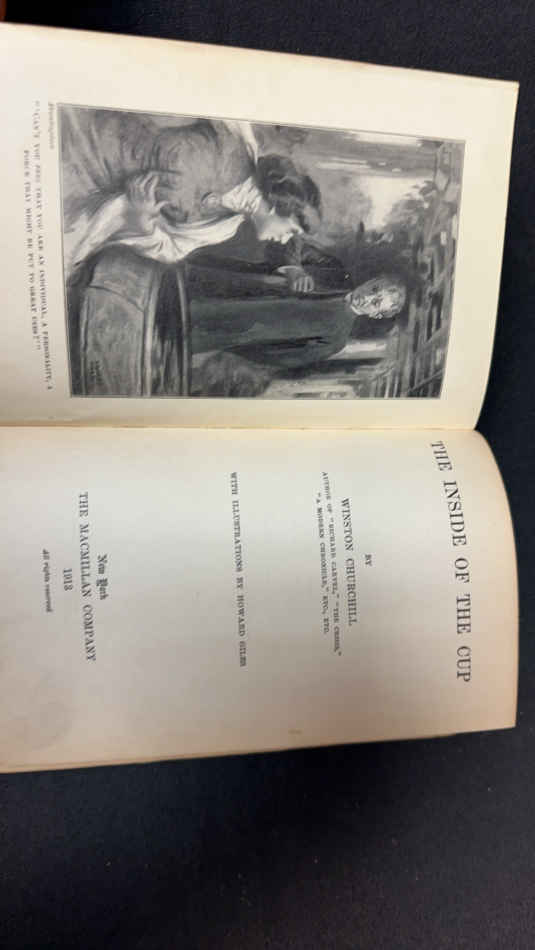 Frontispiece
"CAN'T YOU SEE THAT YOU ARE AN INDIVIDUAL, A PERSONALITY, A
FORCE THAT MIGHT BE PUT TO GREAT USES?"
THE INSIDE OF THE CUP
BY
WINSTON CHURCHILL
AUTHOR OF "RICHARD CARVEL," "THE CRISIS,"
"A MODERN CHRONICLE," ETC., ETC.
WITH ILLUSTRATIONS BY HOWARD GILES
New York
THE MACMILLAN COMPANY
1913
All rights reserved